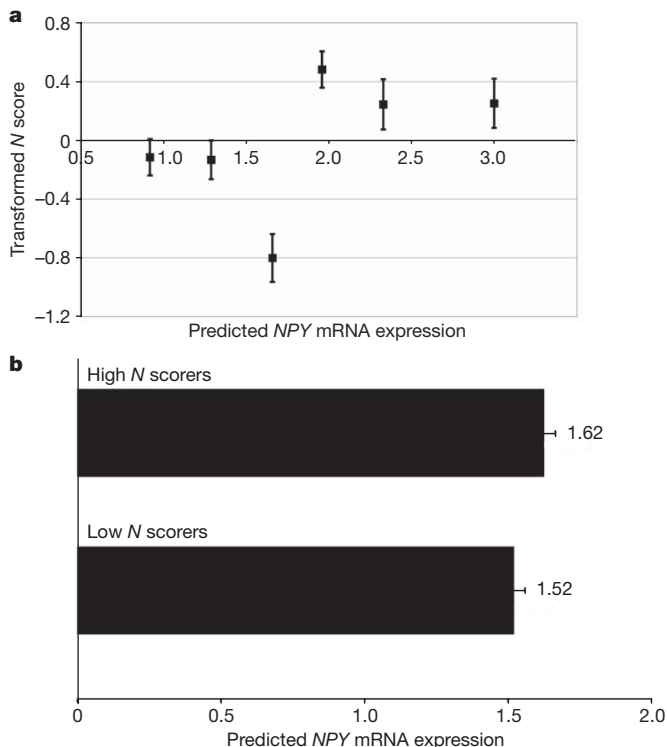 a
0.8
0.4
0
–0.4
–0.8
–1.2
Transformed N score
0.5 1.0 1.5 2.0 2.5 3.0
Predicted NPY mRNA expression
b
High N scorers
1.62
Low N scorers
1.52
0 0.5 1.0 1.5 2.0
Predicted NPY mRNA expression